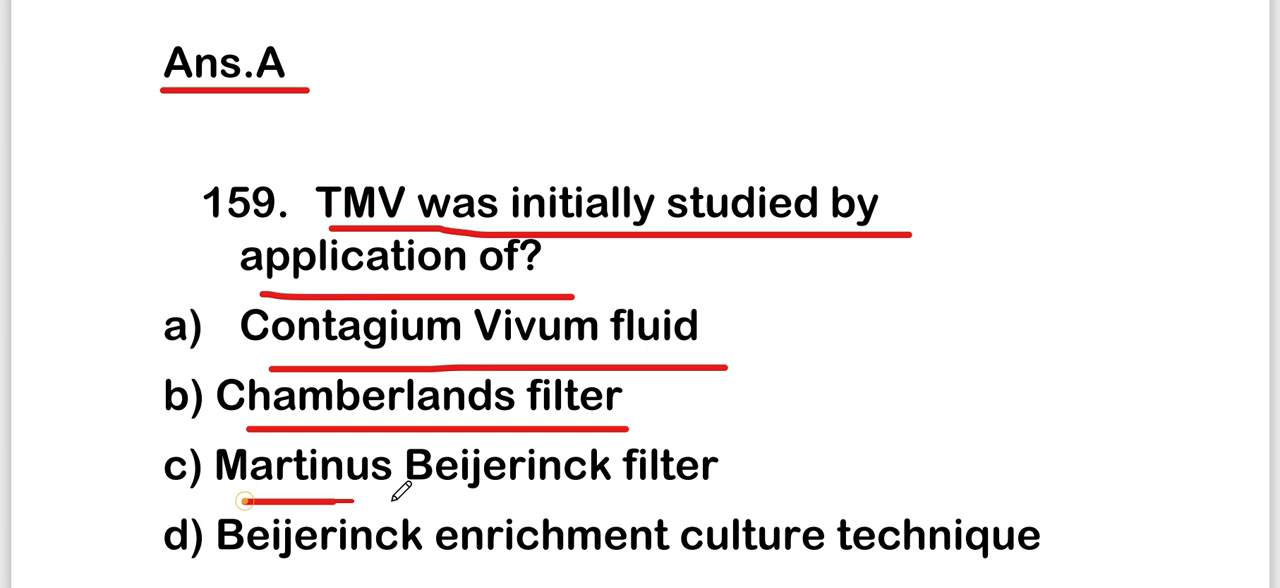 Ans.A
159. TMV was initially studied by
application of?
a) Contagium Vivum fluid
b) Chamberlands filter
c) Martinus Beijerinck filter
d) Beijerinck enrichment culture technique